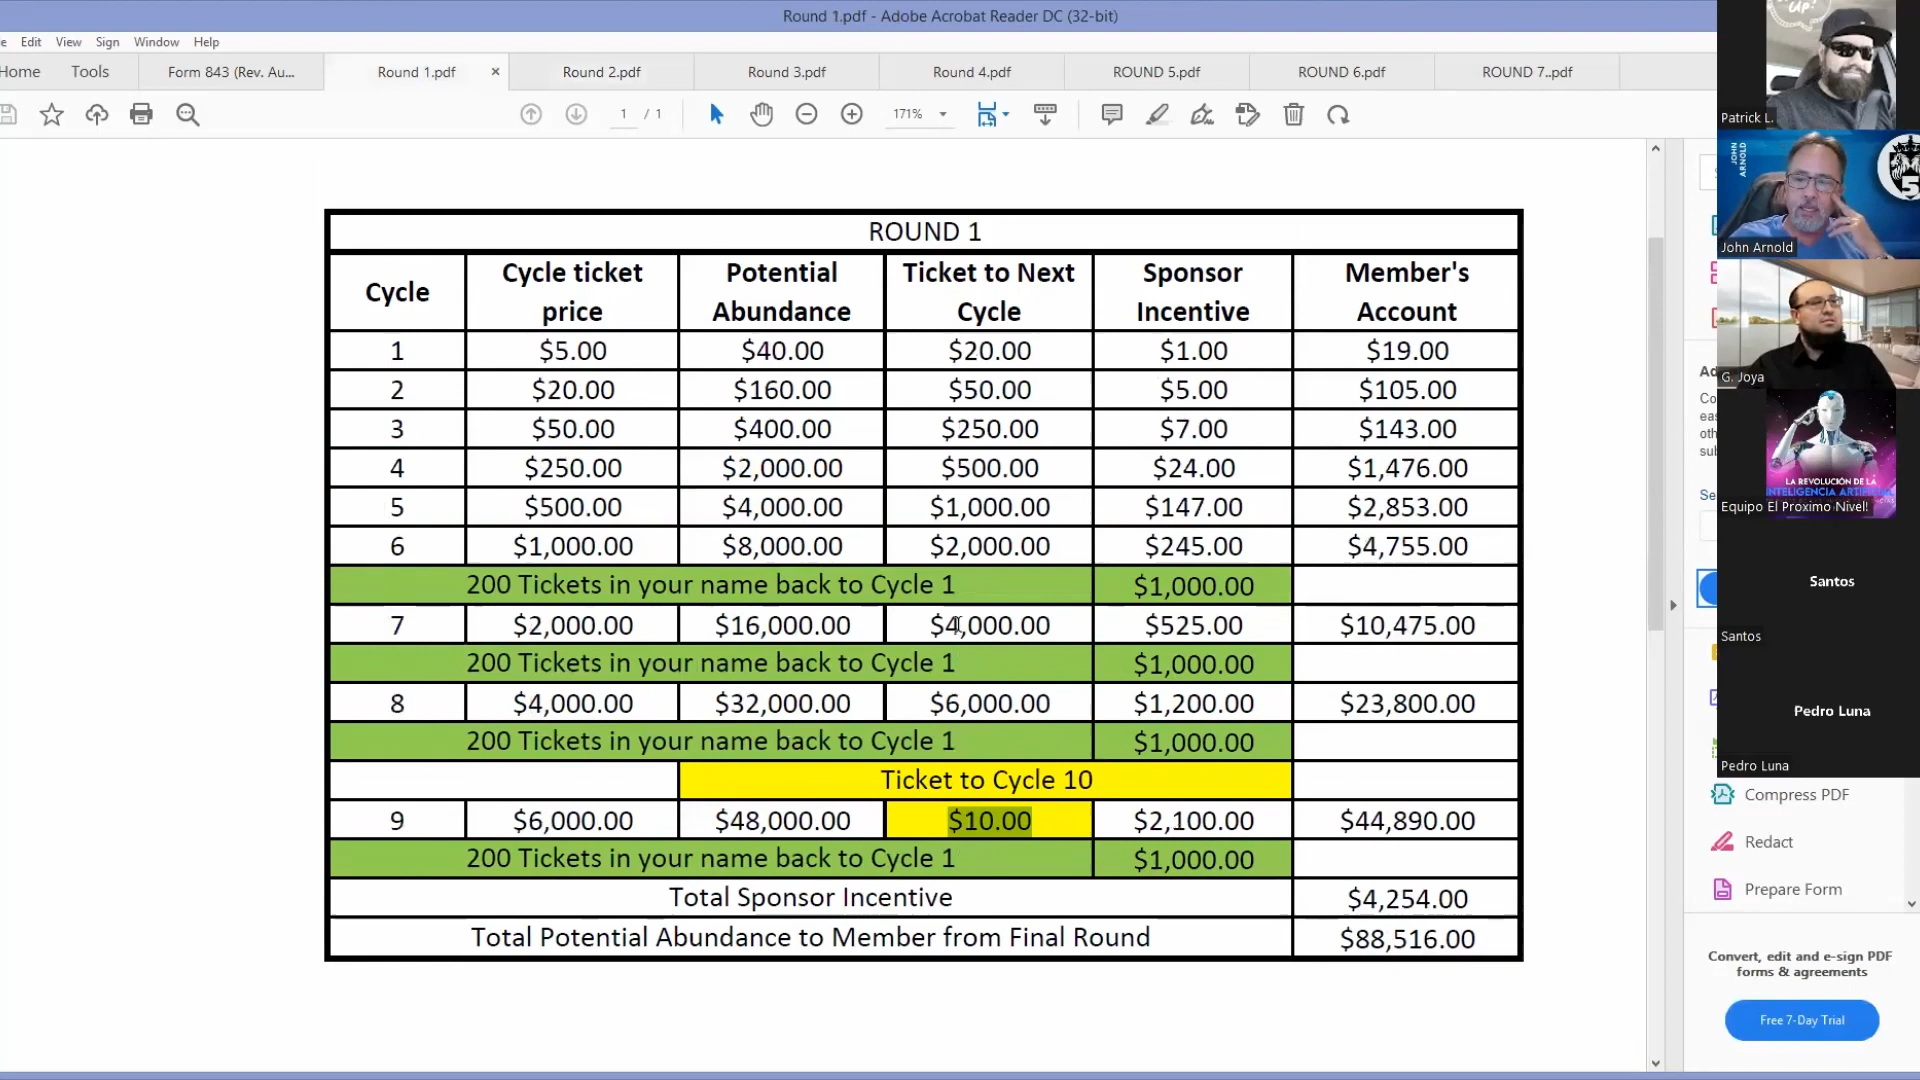 Round 1.pdf - Adobe Acrobat Reader DC (32-bit)
Edit View Sign Window Help
Home Tools Form 843 (Rev. Au... Round 1.pdf × Round 2.pdf Round 3.pdf Round 4.pdf ROUND 5.pdf ROUND 6.pdf ROUND 7..pdf
1 / 1 171%
ROUND 1
Cycle Cycle ticket price Potential Abundance Ticket to Next Cycle Sponsor Incentive Member's Account
1 $5.00 $40.00 $20.00 $1.00 $19.00
2 $20.00 $160.00 $50.00 $5.00 $105.00
3 $50.00 $400.00 $250.00 $7.00 $143.00
4 $250.00 $2,000.00 $500.00 $24.00 $1,476.00
5 $500.00 $4,000.00 $1,000.00 $147.00 $2,853.00
6 $1,000.00 $8,000.00 $2,000.00 $245.00 $4,755.00
200 Tickets in your name back to Cycle 1 $1,000.00
7 $2,000.00 $16,000.00 $4,000.00 $525.00 $10,475.00
200 Tickets in your name back to Cycle 1 $1,000.00
8 $4,000.00 $32,000.00 $6,000.00 $1,200.00 $23,800.00
200 Tickets in your name back to Cycle 1 $1,000.00
Ticket to Cycle 10
9 $6,000.00 $48,000.00 $10.00 $2,100.00 $44,890.00
200 Tickets in your name back to Cycle 1 $1,000.00
Total Sponsor Incentive $4,254.00
Total Potential Abundance to Member from Final Round $88,516.00
Patrick L.
JOHN ARNOLD
5
John Arnold
G. Joya
LA REVOLUCIÓN DE LA
INTELIGENCIA ARTIFICIAL
Equipo El Proximo Nivel!
Santos
Santos
Pedro Luna
Pedro Luna
Compress PDF
Redact
Prepare Form
Convert, edit and e-sign PDF
forms & agreements
Free 7-Day Trial